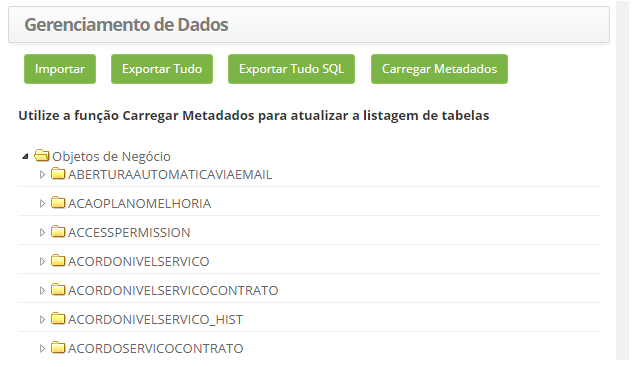 Gerenciamento de Dados
Importar
Exportar Tudo
Exportar Tudo SQL
Carregar Metadados
Utilize a função Carregar Metadados para atualizar a listagem de tabelas
Objetos de Negócio
ABERTURAAUTOMATICAVIAEMAIL
ACAOPLANOMELHORIA
ACCESSPERMISSION
ACORDONIVELSERVICO
ACORDONIVELSERVICOCONTRATO
ACORDONIVELSERVICO_HIST
ACORDOSERVICOCONTRATO